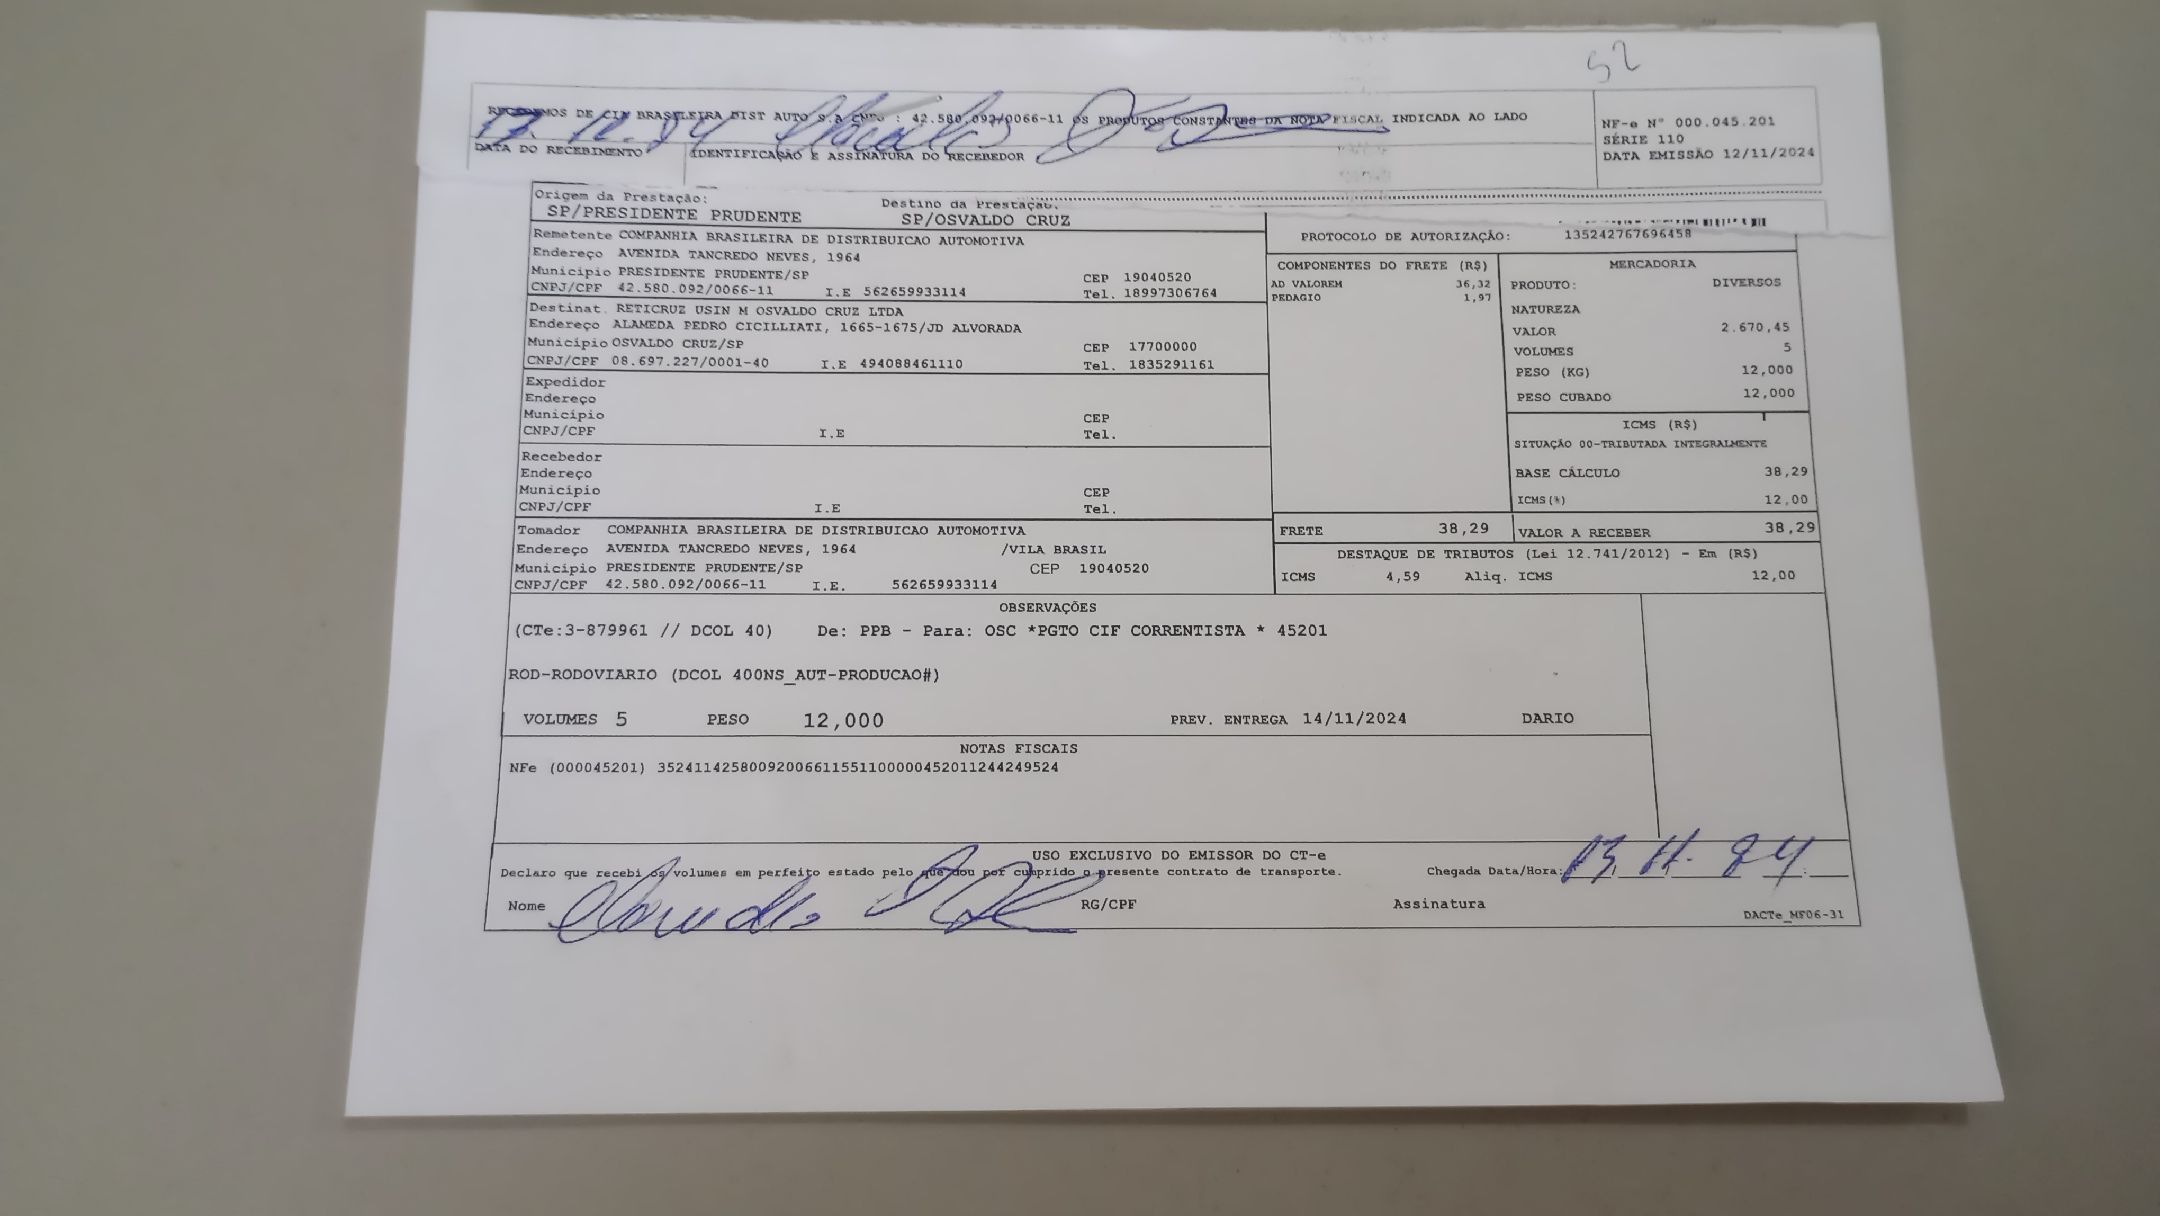 52
RECEBEMOS DE CIA BRASILEIRA DIST AUTO S.A CNPJ : 42.580.092/0066-11 OS PRODUTOS CONSTANTES DA NOTA FISCAL INDICADA AO LADO
DATA DO RECEBIMENTO IDENTIFICAÇÃO E ASSINATURA DO RECEBEDOR
NF-e Nº 000.045.201
SÉRIE 110
DATA EMISSÃO 12/11/2024
Origem da Prestação: Destino da Prestação:
SP/PRESIDENTE PRUDENTE SP/OSVALDO CRUZ
Remetente COMPANHIA BRASILEIRA DE DISTRIBUICAO AUTOMOTIVA
Endereço AVENIDA TANCREDO NEVES, 1964
Município PRESIDENTE PRUDENTE/SP CEP 19040520
CNPJ/CPF 42.580.092/0066-11 I.E 562659933114 Tel. 18997306764
Destinat. RETICRUZ USIN M OSVALDO CRUZ LTDA
Endereço ALAMEDA PEDRO CICILLIATI, 1665-1675/JD ALVORADA
Município OSVALDO CRUZ/SP CEP 17700000
CNPJ/CPF 08.697.227/0001-40 I.E 494088461110 Tel. 1835291161
Expedidor
Endereço
Município CEP
CNPJ/CPF I.E Tel.
Recebedor
Endereço
Município CEP
CNPJ/CPF I.E Tel.
Tomador COMPANHIA BRASILEIRA DE DISTRIBUICAO AUTOMOTIVA
Endereço AVENIDA TANCREDO NEVES, 1964 /VILA BRASIL
Município PRESIDENTE PRUDENTE/SP CEP 19040520
CNPJ/CPF 42.580.092/0066-11 I.E. 562659933114
PROTOCOLO DE AUTORIZAÇÃO: 135242767696458
COMPONENTES DO FRETE (R$)
AD VALOREM 36,32
PEDAGIO 1,97
MERCADORIA
PRODUTO: DIVERSOS
NATUREZA
VALOR 2.670,45
VOLUMES 5
PESO (KG) 12,000
PESO CUBADO 12,000
ICMS (R$)
SITUAÇÃO 00-TRIBUTADA INTEGRALMENTE
BASE CÁLCULO 38,29
ICMS(%) 12,00
FRETE 38,29 VALOR A RECEBER 38,29
DESTAQUE DE TRIBUTOS (Lei 12.741/2012) - Em (R$)
ICMS 4,59 Aliq. ICMS 12,00
OBSERVAÇÕES
(CTe:3-879961 // DCOL 40) De: PPB - Para: OSC *PGTO CIF CORRENTISTA * 45201
ROD-RODOVIARIO (DCOL 400NS_AUT-PRODUCAO#)
VOLUMES 5 PESO 12,000 PREV. ENTREGA 14/11/2024 DARIO
NOTAS FISCAIS
NFe (000045201) 35241142580092006611551100000452011244249524
USO EXCLUSIVO DO EMISSOR DO CT-e
Declaro que recebi os volumes em perfeito estado pelo que dou por cumprido o presente contrato de transporte. Chegada Data/Hora: 13 11
Nome RG/CPF Assinatura
DACTe_MF06-31